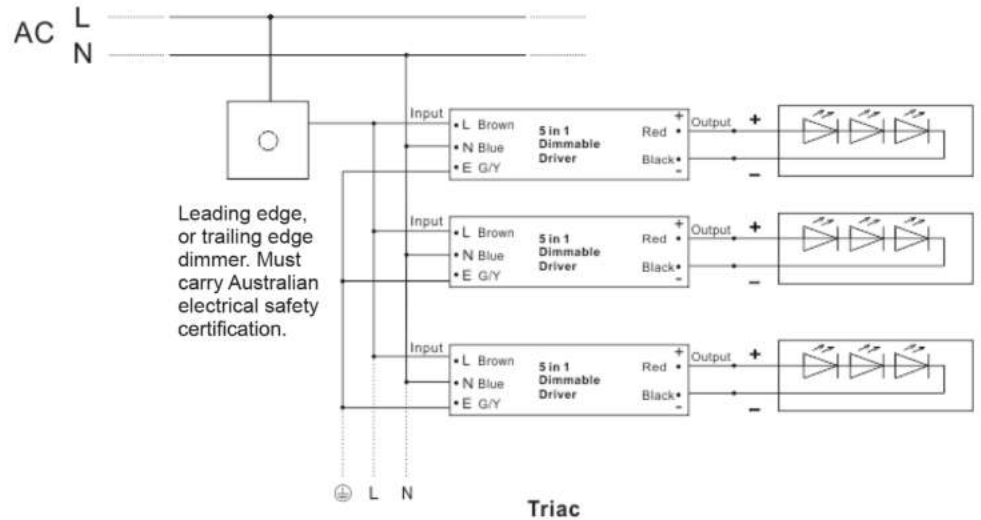 AC L
N
Input
• L Brown
• N Blue
• E G/Y
5 in 1
Dimmable
Driver
+
Red •
Black•
-
Output
+
–
Leading edge,
or trailing edge
dimmer. Must
carry Australian
electrical safety
certification.
Input
• L Brown
• N Blue
• E G/Y
5 in 1
Dimmable
Driver
+
Red •
Black•
-
Output
+
–
Input
• L Brown
• N Blue
• E G/Y
5 in 1
Dimmable
Driver
+
Red •
Black•
-
Output
+
–
L N
Triac